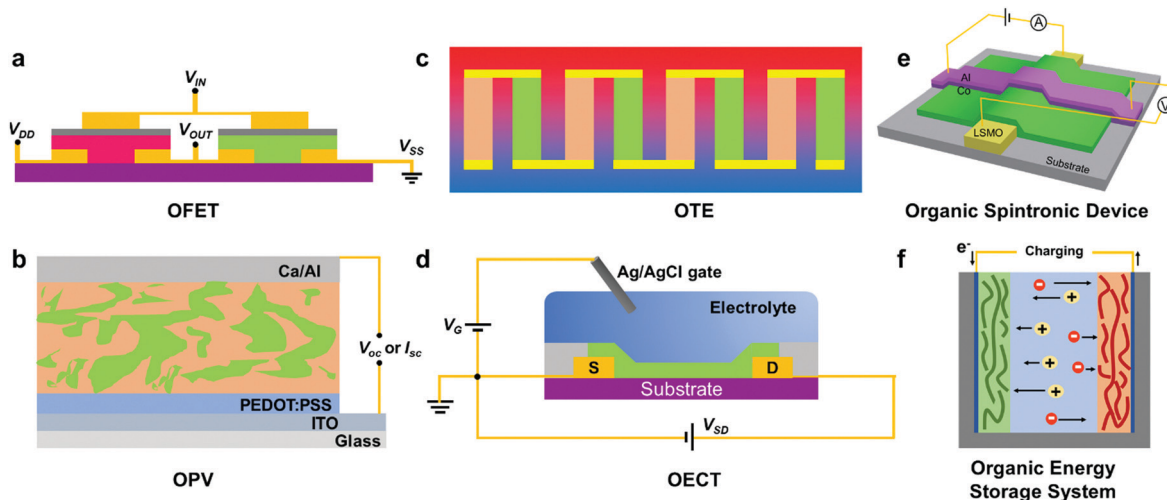 a
V_IN
V_DD
V_OUT
V_SS
OFET
b
Ca/Al
V_oc or I_sc
PEDOT:PSS
ITO
Glass
OPV
c
OTE
d
Ag/AgCl gate
Electrolyte
V_G
S
D
Substrate
V_SD
OECT
e
A
Al
Co
V
LSMO
Substrate
Organic Spintronic Device
f
e-
Charging
Organic Energy
Storage System